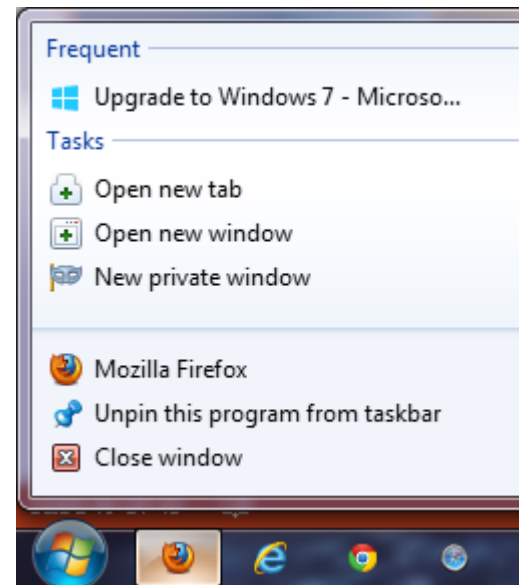 Frequent
Upgrade to Windows 7 - Microso...
Tasks
Open new tab
Open new window
New private window
Mozilla Firefox
Unpin this program from taskbar
Close window